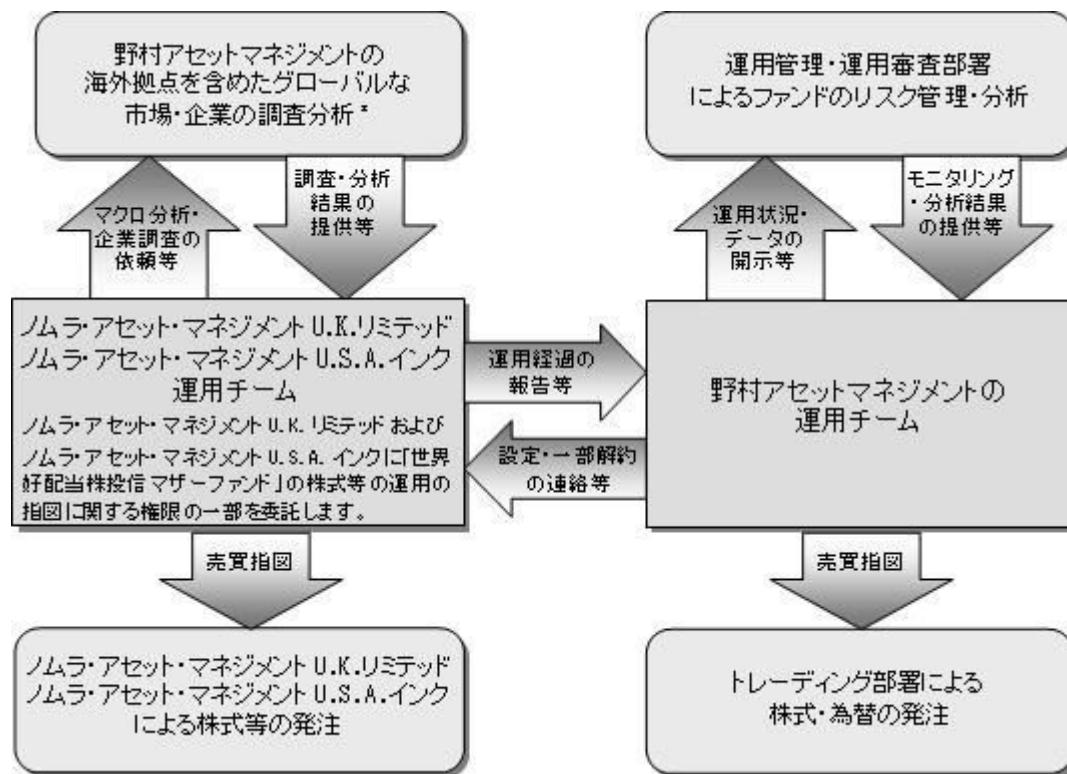 野村アセットマネジメントの
海外拠点を含めたグローバルな
市場・企業の調査分析*
運用管理・運用審査部署
によるファンドのリスク管理・分析
マクロ分析・
企業調査の
依頼等
調査・分析
結果の
提供等
運用状況・
データの
開示等
モニタリング
・分析結果
の提供等
ノムラ・アセット・マネジメントU.K.リミテッド
ノムラ・アセット・マネジメントU.S.A.インク
運用チーム
ノムラ・アセット・マネジメントU.K.リミテッドおよび
ノムラ・アセット・マネジメントU.S.A.インクに「世界
好配当株投信マザーファンド」の株式等の運用の
指図に関する権限の一部を委託します。
運用経過の
報告等
設定・一部解約
の連絡等
野村アセットマネジメントの
運用チーム
売買指図
売買指図
ノムラ・アセット・マネジメントU.K.リミテッド
ノムラ・アセット・マネジメントU.S.A.インク
による株式等の発注
トレーディング部署による
株式・為替の発注